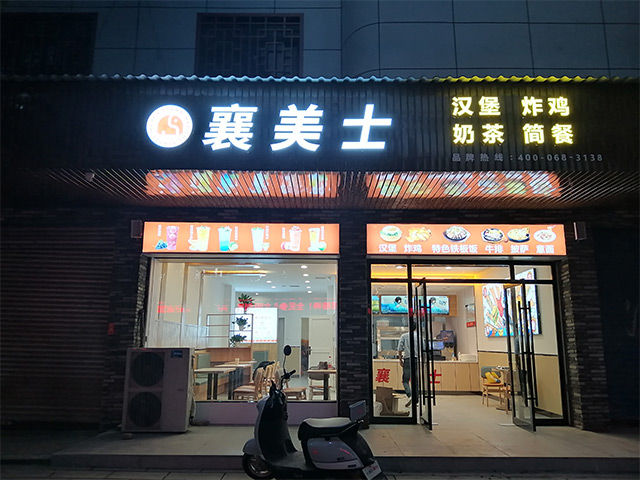 襄美士
汉堡 炸鸡
奶茶 简餐
品牌热线:400-068-3138
汉堡 炸鸡 特色铁板饭 牛排 披萨 意面
襄 士